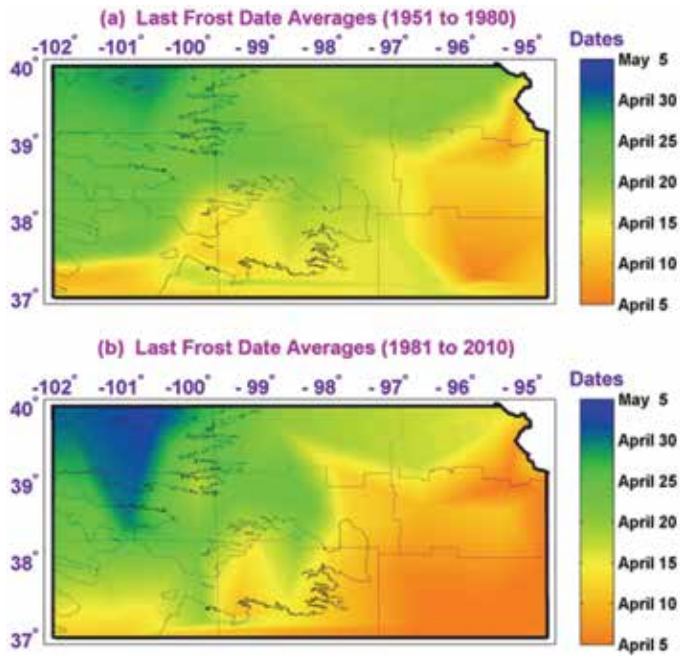 (a) Last Frost Date Averages (1951 to 1980)
-102 -101 -100 -99 -98 -97 -96 -95
Dates
40°
39°
38°
37°
May 5
April 30
April 25
April 20
April 15
April 10
April 5
(b) Last Frost Date Averages (1981 to 2010)
-102 -101 -100 -99 -98 -97 -96 -95
Dates
40°
39°
38°
37°
May 5
April 30
April 25
April 20
April 15
April 10
April 5